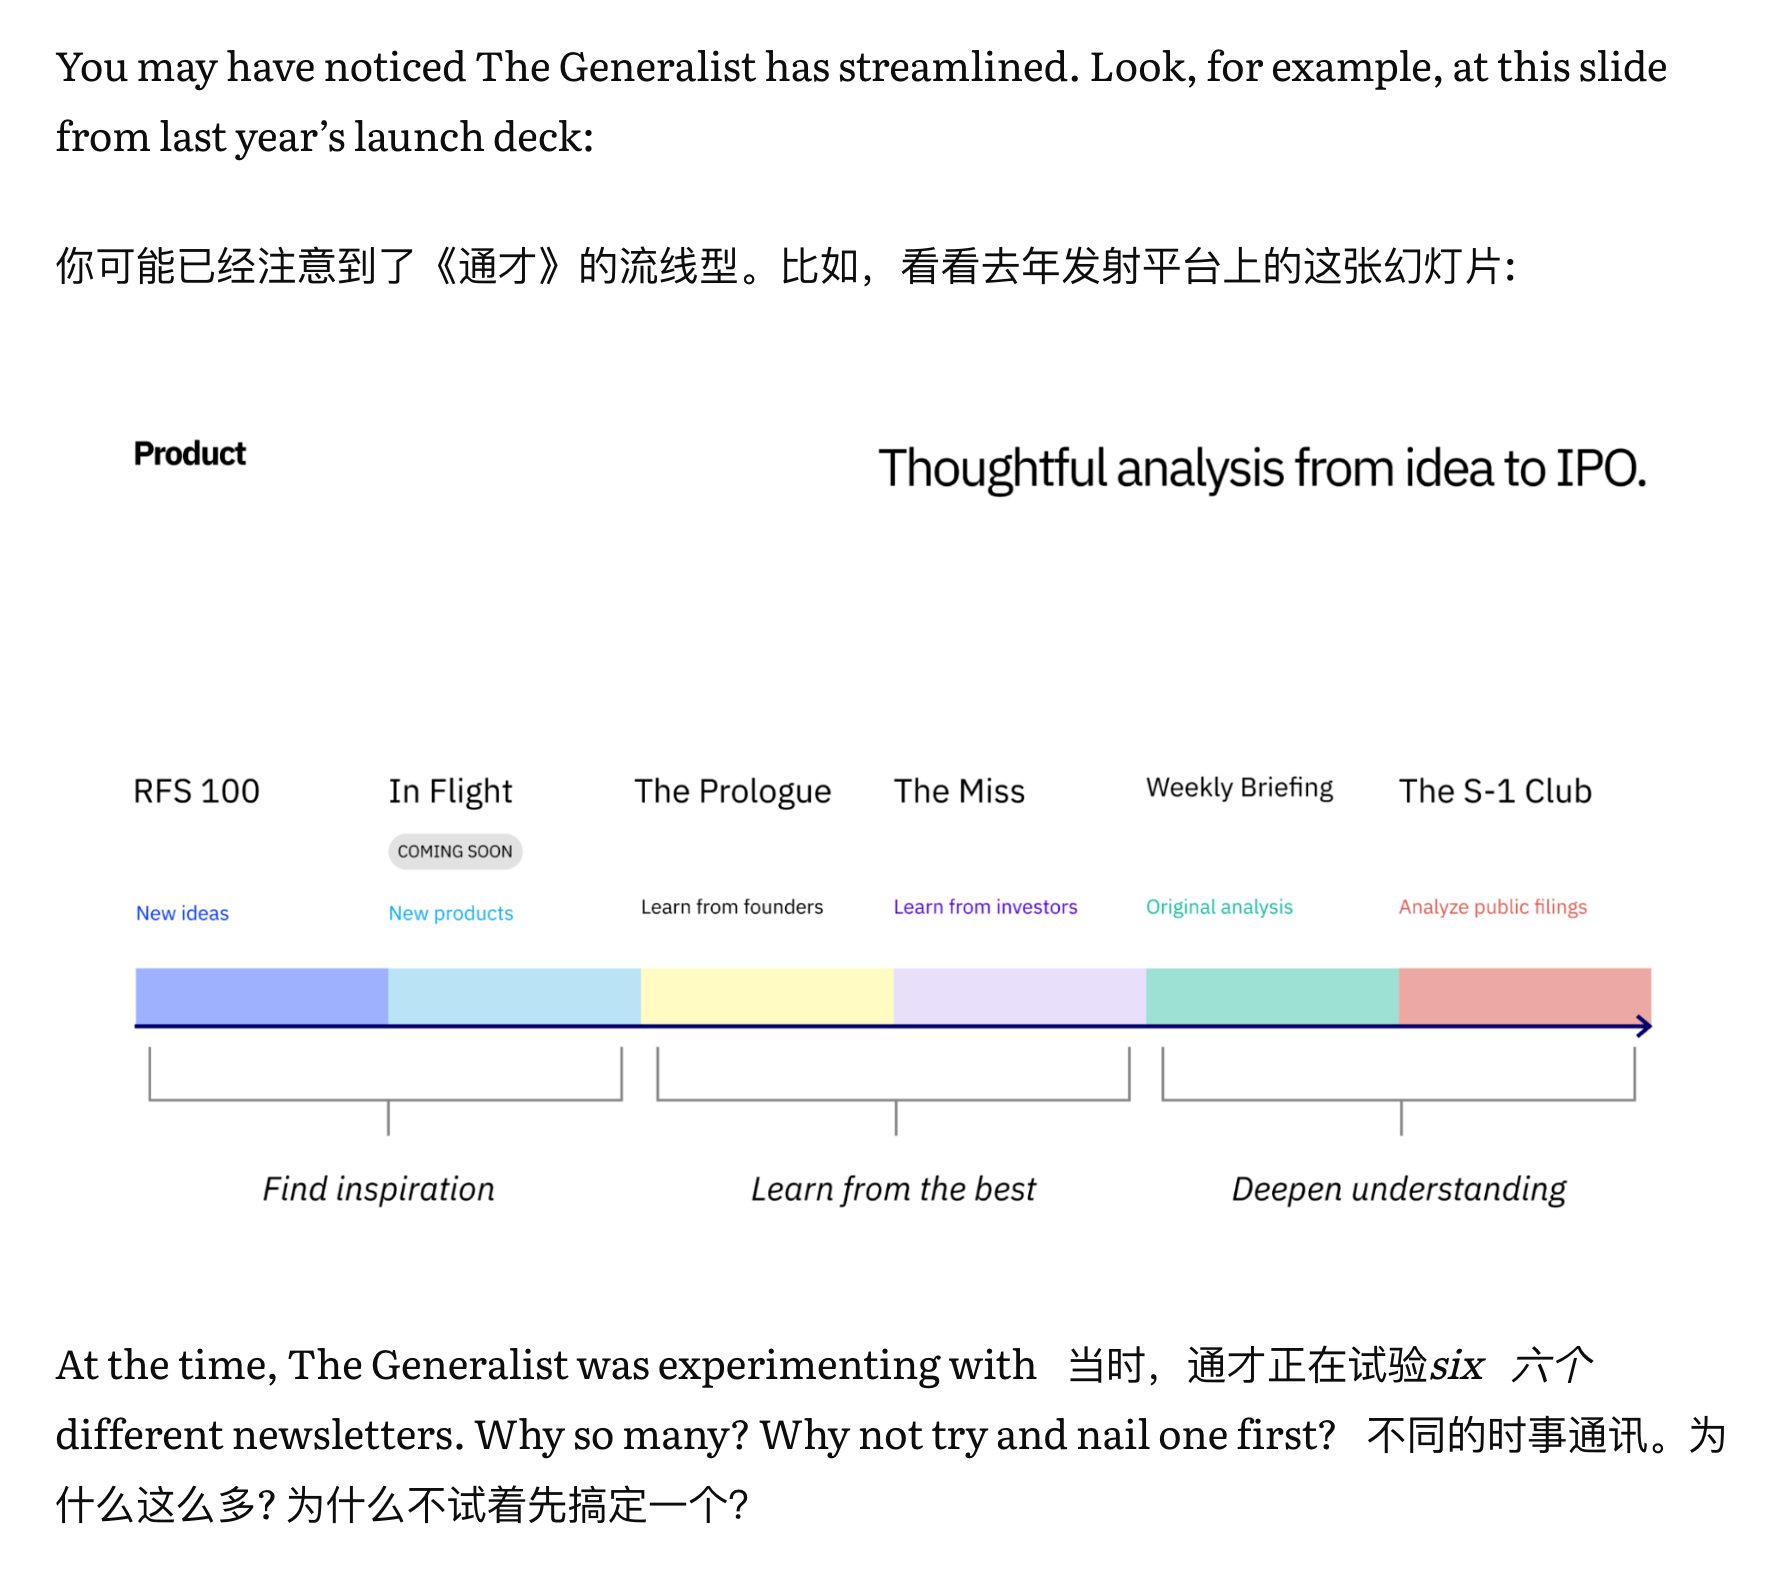 You may have noticed The Generalist has streamlined. Look, for example, at this slide
from last year’s launch deck:
你可能已经注意到了《通才》的流线型。比如，看看去年发射平台上的这张幻灯片:
Product
Thoughtful analysis from idea to IPO.
RFS 100
In Flight
The Prologue
The Miss
Weekly Briefing
The S-1 Club
COMING SOON
New ideas
New products
Learn from founders
Learn from investors
Original analysis
Analyze public filings
Find inspiration
Learn from the best
Deepen understanding
At the time, The Generalist was experimenting with 当时，通才正在试验six 六个
different newsletters. Why so many? Why not try and nail one first? 不同的时事通讯。为
什么这么多? 为什么不试着先搞定一个?